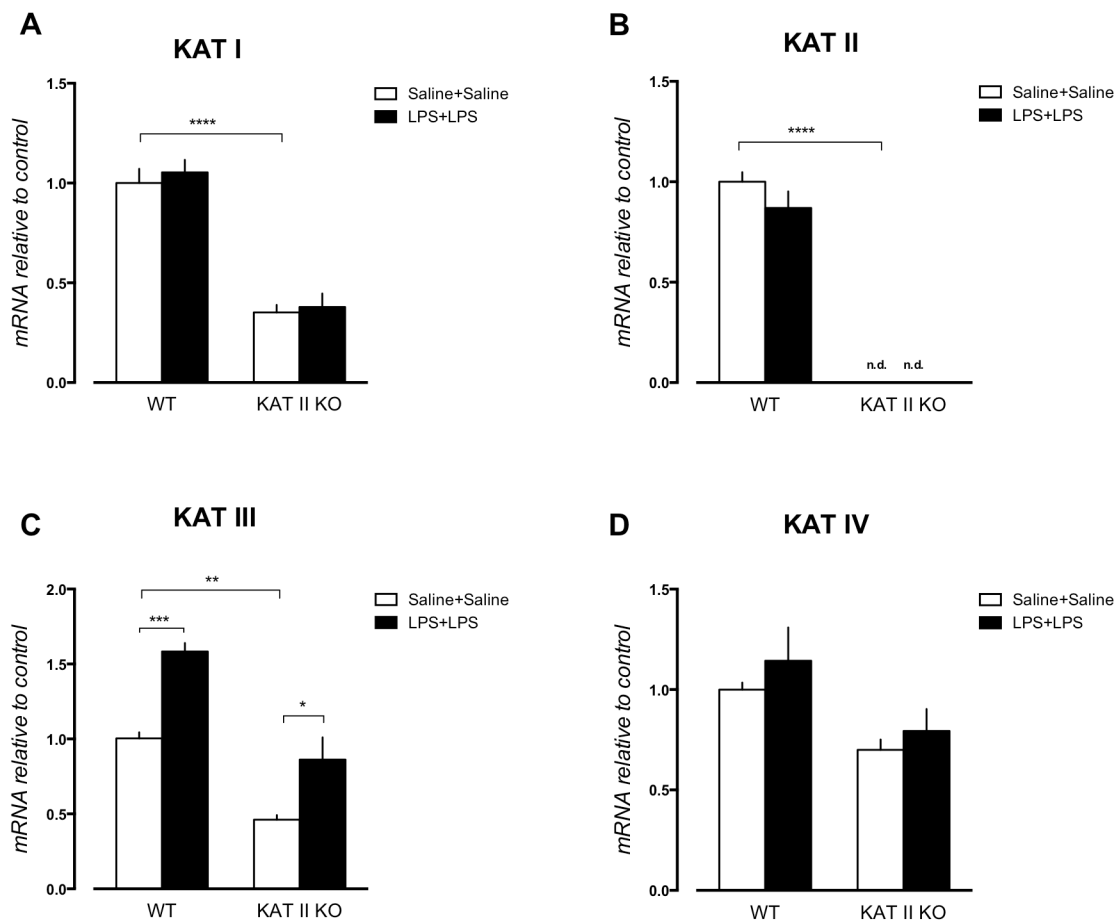 A
KAT I
1.5
1.0
0.5
0.0
mRNA relative to control
****
Saline+Saline
LPS+LPS
WT
KAT II KO
B
KAT II
1.5
1.0
0.5
0.0
mRNA relative to control
****
n.d.
n.d.
Saline+Saline
LPS+LPS
WT
KAT II KO
C
KAT III
2.0
1.5
1.0
0.5
0.0
mRNA relative to control
**
***
*
Saline+Saline
LPS+LPS
WT
KAT II KO
D
KAT IV
1.5
1.0
0.5
0.0
mRNA relative to control
Saline+Saline
LPS+LPS
WT
KAT II KO